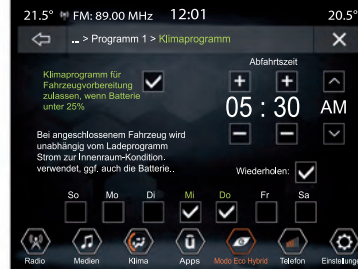 21.5° FM: 89.00 MHz 12:01 20.5°
... > Programm 1 > Klimaprogramm
Abfahrtszeit
Klimaprogramm für
Fahrzeugvorbereitung
zulassen, wenn Batterie
unter 25%
05 : 30 AM
Bei angeschlossenem Fahrzeug wird
unabhängig vom Ladeprogramm
Strom zur Innenraum-Kondition.
verwendet, ggf. auch die Batterie..
Wiederholen:
So Mo Di Mi Do Fr Sa
Radio Medien Klima Apps Modo Eco Hybrid Telefon Einstellunge